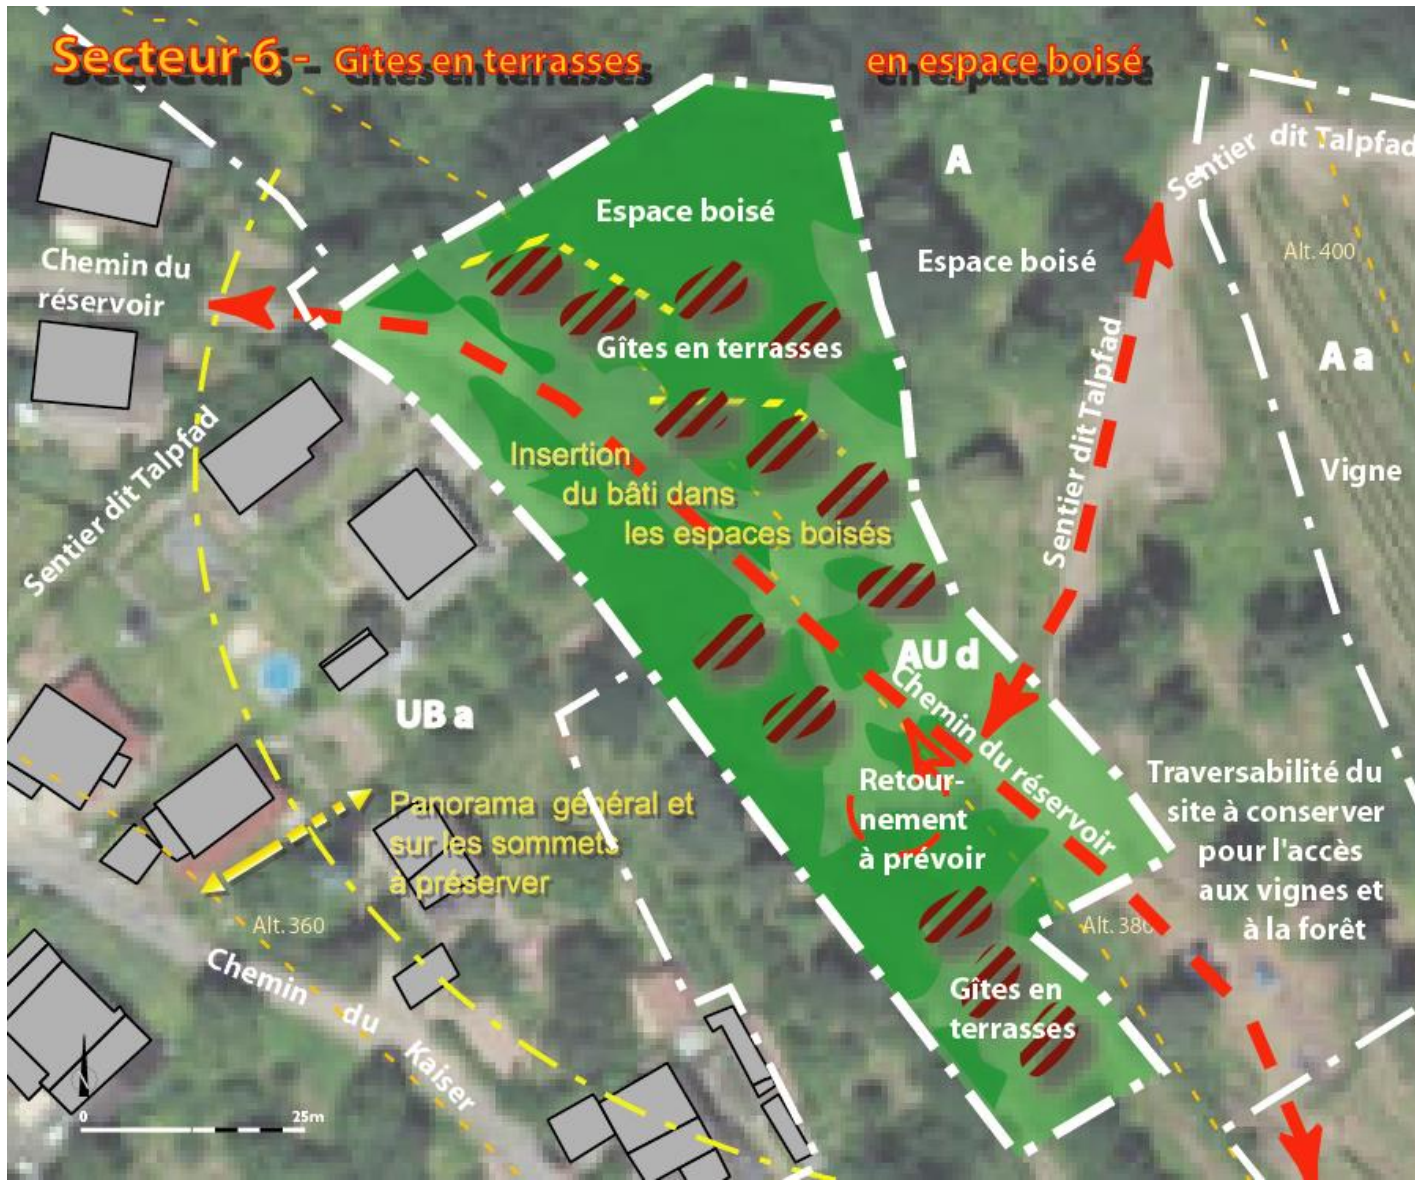 Secteur 6 - Gîtes en terrasses en espace boisé
A
Sentier dit Talpfad
Espace boisé
Espace boisé
Alt. 400
Chemin du
réservoir
Gîtes en terrasses
Sentier dit Talpfad
A a
Vigne
Sentier dit Talpfad
Insertion
du bâti dans
les espaces boisés
AU d
Chemin du réservoir
UB a
Retour-
nement
à prévoir
Traversabilité du
site à conserver
pour l'accès
aux vignes et
à la forêt
Panorama général et
sur les sommets
à préserver
Alt. 360
Alt. 380
Chemin du Kaiser
Gîtes en
terrasses
0 25m